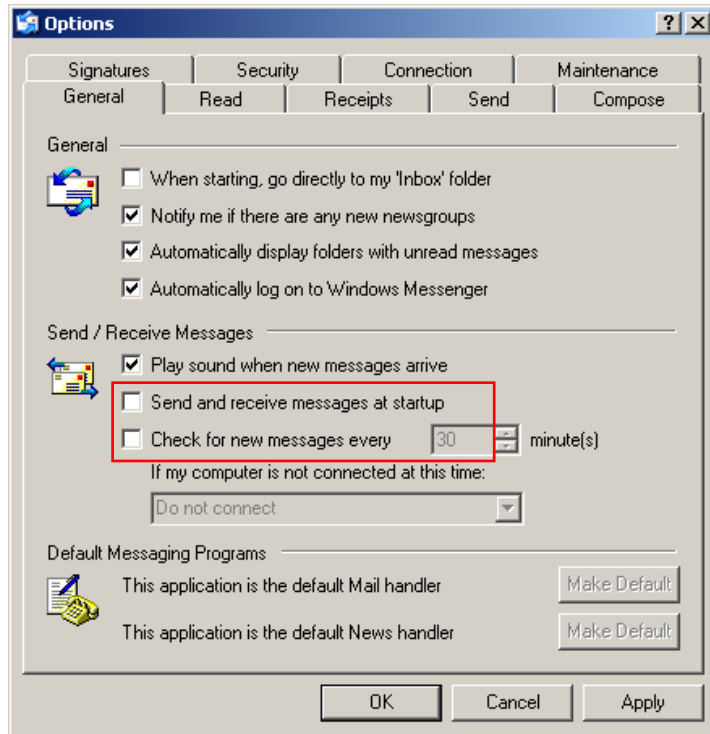 Options
Signatures Security Connection Maintenance
General Read Receipts Send Compose
General
When starting, go directly to my 'Inbox' folder
Notify me if there are any new newsgroups
Automatically display folders with unread messages
Automatically log on to Windows Messenger
Send / Receive Messages
Play sound when new messages arrive
Send and receive messages at startup
Check for new messages every 30 minute(s)
If my computer is not connected at this time:
Do not connect
Default Messaging Programs
This application is the default Mail handler Make Default
This application is the default News handler Make Default
OK Cancel Apply